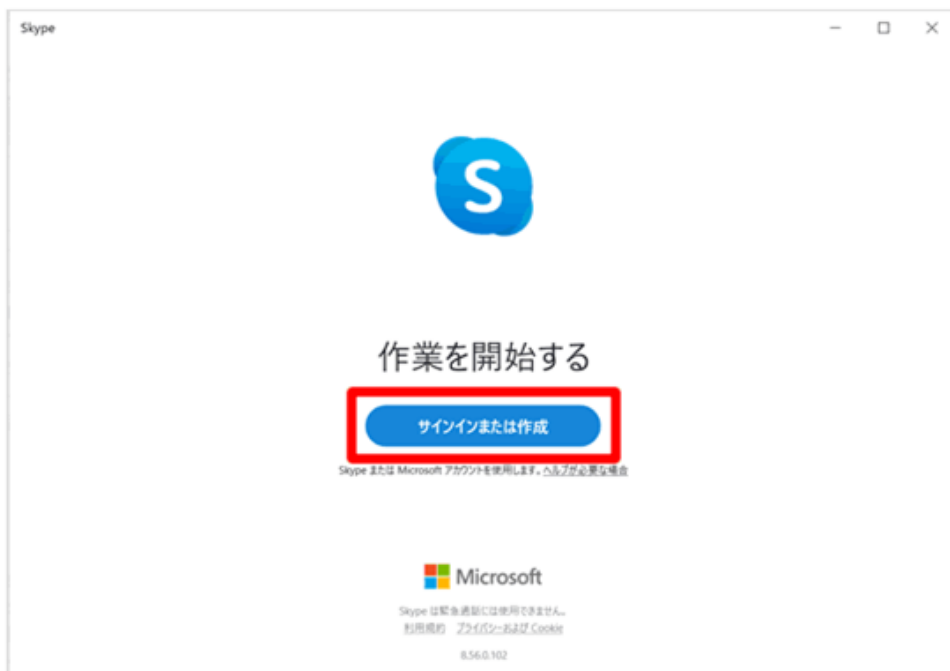 Skype
S
作業を開始する
サインインまたは作成
Skype または Microsoft アカウントを使用します。ヘルプが必要な場合
Microsoft
Skype は緊急通話には使用できません。
利用規約 プライバシーおよび Cookie
8.56.0.102